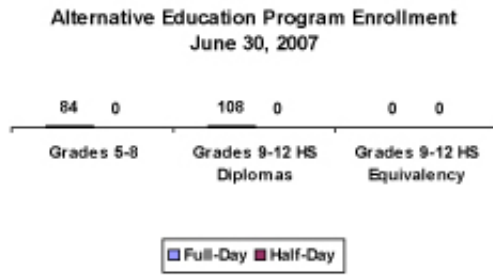 Alternative Education Program Enrollment
June 30, 2007
84 0 108 0 0 0
Grades 5-8 Grades 9-12 HS Grades 9-12 HS
Diplomas Equivalency
Full-Day Half-Day